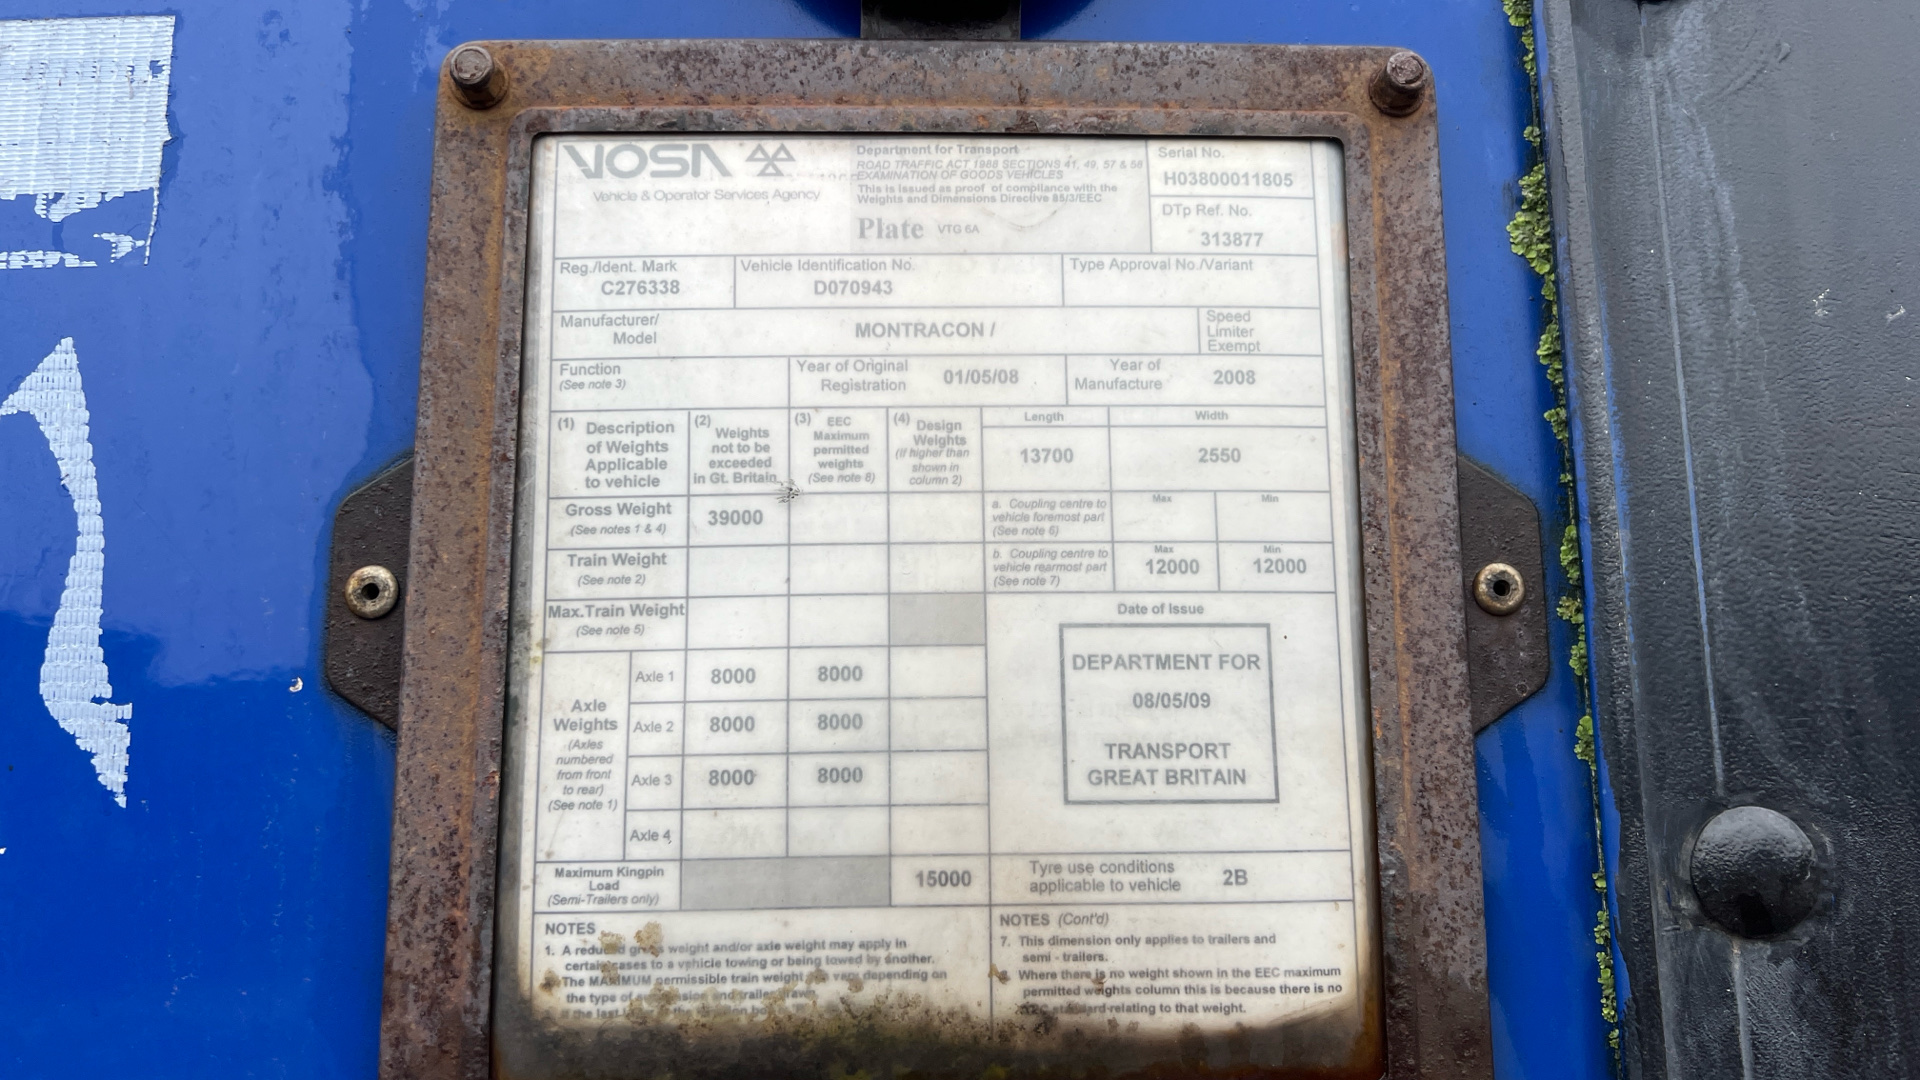 VOSA
Vehicle & Operator Services Agency
Department for Transport
ROAD TRAFFIC ACT 1988 SECTIONS 41, 49, 57 & 58
EXAMINATION OF GOODS VEHICLES
This is issued as proof of compliance with the
Weights and Dimensions Directive 85/3/EEC
Plate VTG 6A
Serial No.
H03800011805
DTp Ref. No.
313877
Reg./Ident. Mark
C276338
Vehicle Identification No.
D070943
Type Approval No./Variant
Manufacturer/
Model
MONTRACON /
Speed
Limiter
Exempt
Function
(See note 3)
Year of Original
Registration
01/05/08
Year of
Manufacture
2008
(1) Description
of Weights
Applicable
to vehicle
(2) Weights
not to be
exceeded
in Gt. Britain
(3) EEC
Maximum
permitted
weights
(See note 8)
(4) Design
Weights
(if higher than
shown in
column 2)
Length
13700
Width
2550
Gross Weight
(See notes 1 & 4)
39000
a. Coupling centre to
vehicle foremost part
(See note 6)
Max
Min
Train Weight
(See note 2)
b. Coupling centre to
vehicle rearmost part
(See note 7)
Max
12000
Min
12000
Max.Train Weight
(See note 5)
Axle
Weights
(Axles
numbered
from front
to rear)
(See note 1)
Axle 1 8000 8000
Axle 2 8000 8000
Axle 3 8000 8000
Axle 4
Date of Issue
DEPARTMENT FOR
08/05/09
TRANSPORT
GREAT BRITAIN
Maximum Kingpin
Load
(Semi-Trailers only)
15000
Tyre use conditions
applicable to vehicle
2B
NOTES
1. A reduced gross weight and/or axle weight may apply in
certain cases to a vehicle towing or being towed by another.
The MAXIMUM permissible train weight may vary depending on
the type of and trailer drawn
NOTES (Cont'd)
7. This dimension only applies to trailers and
semi - trailers.
8. Where there is no weight shown in the EEC maximum
permitted weights column this is because there is no
EEC standard relating to that weight.